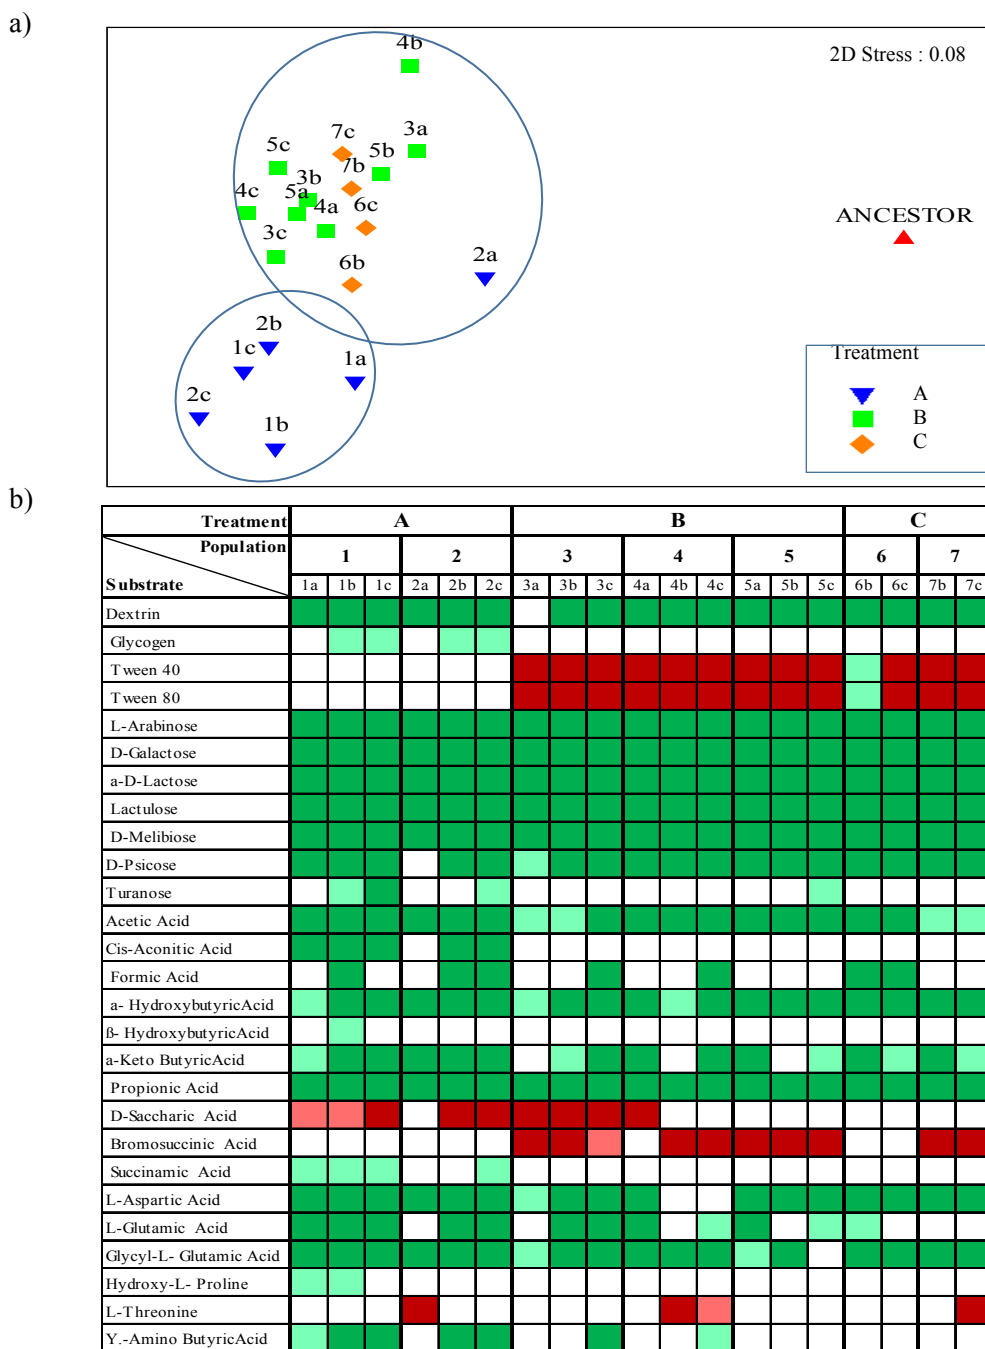 a)
2D Stress : 0.08
4b
3a
7c
5c
5b
7b
3b
4c
5a
4a
6c
3c
6b
2a
ANCESTOR
2b
1c
1a
2c
1b
Treatment
A
B
C
b)
Treatment A B C
Population 1 2 3 4 5 6 7
Substrate 1a 1b 1c 2a 2b 2c 3a 3b 3c 4a 4b 4c 5a 5b 5c 6b 6c 7b 7c
Dextrin
Glycogen
Tween 40
Tween 80
L-Arabinose
D-Galactose
a-D-Lactose
Lactulose
D-Melibiose
D-Psicose
Turanose
Acetic Acid
Cis-Aconitic Acid
Formic Acid
a- HydroxybutyricAcid
ß- HydroxybutyricAcid
a-Keto ButyricAcid
Propionic Acid
D-Saccharic Acid
Bromosuccinic Acid
Succinamic Acid
L-Aspartic Acid
L-Glutamic Acid
Glycyl-L- Glutamic Acid
Hydroxy-L- Proline
L-Threonine
Y.-Amino ButyricAcid